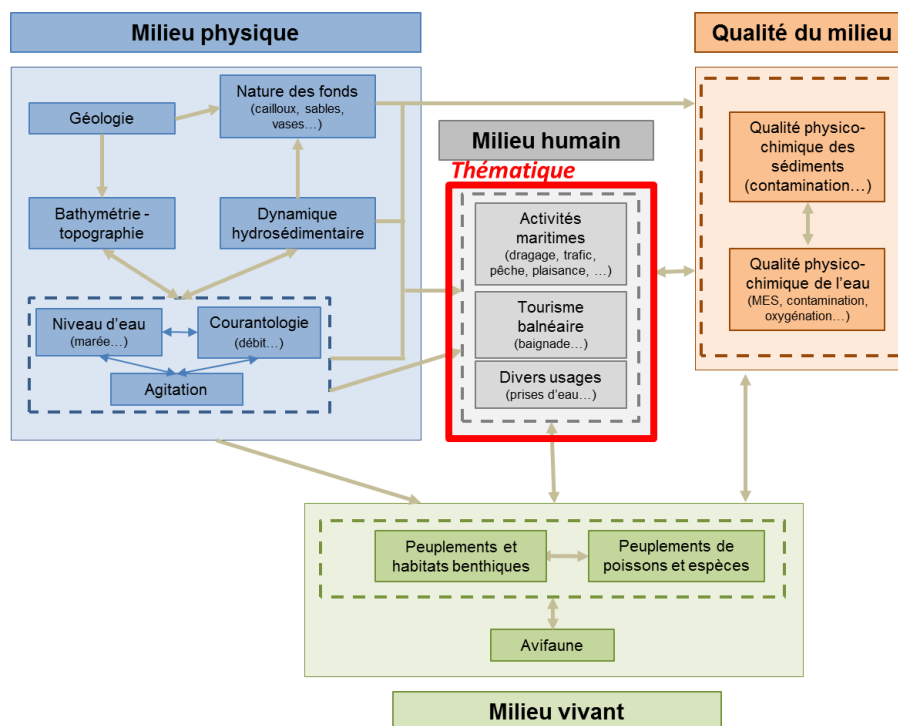 Milieu physique
Qualité du milieu
Nature des fonds
(cailloux, sables,
vases…)
Géologie
Bathymétrie -
topographie
Dynamique
hydrosédimentaire
Niveau d'eau
(marée…)
Courantologie
(débit…)
Agitation
Milieu humain
Thématique
Activités
maritimes
(dragage, trafic,
pêche, plaisance, …)
Tourisme
balnéaire
(baignade…)
Divers usages
(prises d'eau…)
Qualité physico-
chimique des
sédiments
(contamination…)
Qualité physico-
chimique de l'eau
(MES, contamination,
oxygénation…)
Peuplements et
habitats benthiques
Peuplements de
poissons et espèces
Avifaune
Milieu vivant